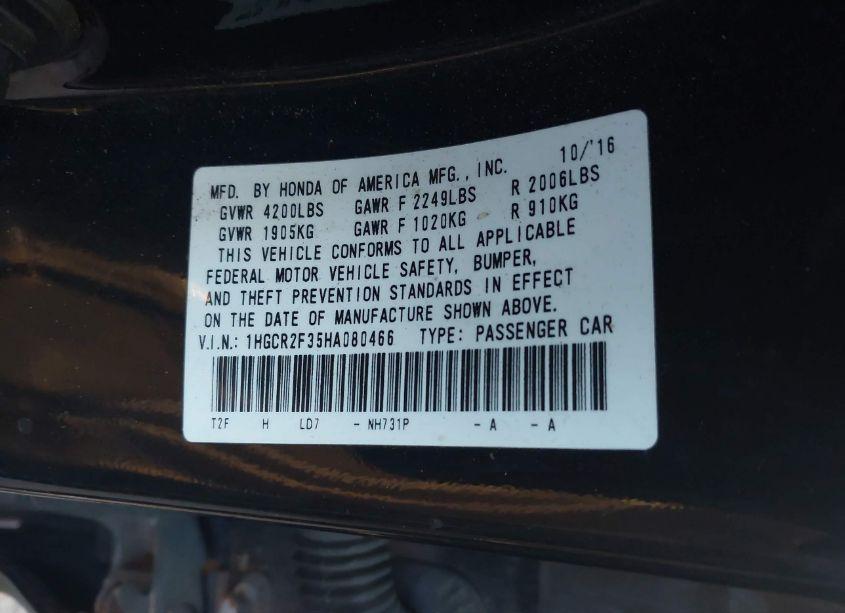 MFD. BY HONDA OF AMERICA MFG., INC. 10/'16
GVWR 4200LBS GAWR F 2249LBS R 2006LBS
GVWR 1905KG GAWR F 1020KG R 910KG
THIS VEHICLE CONFORMS TO ALL APPLICABLE
FEDERAL MOTOR VEHICLE SAFETY, BUMPER,
AND THEFT PREVENTION STANDARDS IN EFFECT
ON THE DATE OF MANUFACTURE SHOWN ABOVE.
V.I.N.: 1HGCR2F35HA080466 TYPE: PASSENGER CAR
T2F H LD7 - NH731P - A - A